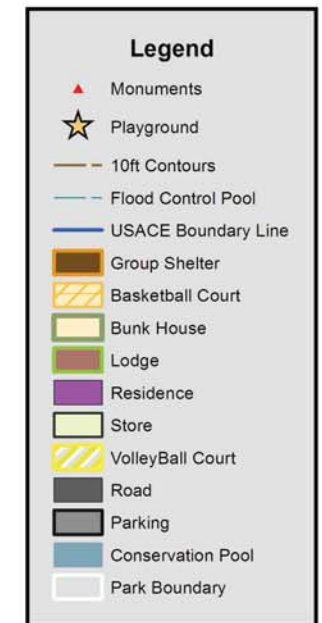 Legend
Monuments
Playground
10ft Contours
Flood Control Pool
USACE Boundary Line
Group Shelter
Basketball Court
Bunk House
Lodge
Residence
Store
VolleyBall Court
Road
Parking
Conservation Pool
Park Boundary